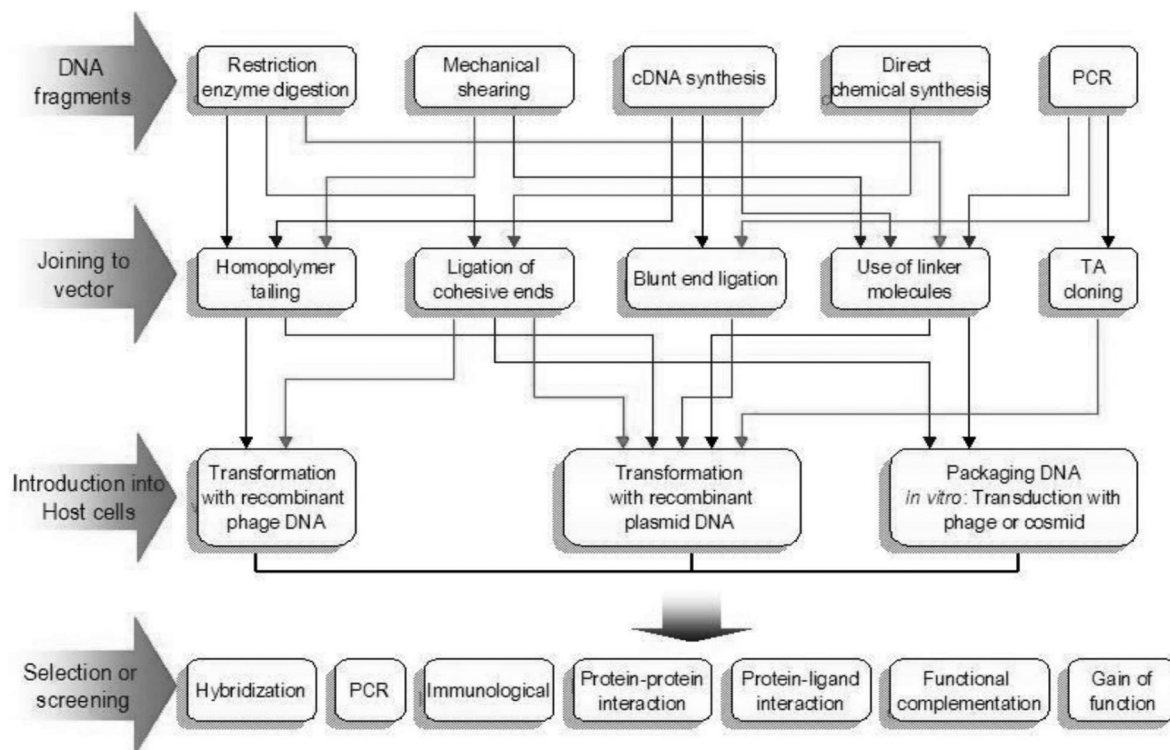 DNA
fragments
Restriction
enzyme digestion
Mechanical
shearing
cDNA synthesis
Direct
chemical synthesis
PCR
Joining to
vector
Homopolymer
tailing
Ligation of
cohesive ends
Blunt end ligation
Use of linker
molecules
TA
cloning
Introduction into
Host cells
Transformation
with recombinant
phage DNA
Transformation
with recombinant
plasmid DNA
Packaging DNA
in vitro: Transduction with
phage or cosmid
Selection or
screening
Hybridization
PCR
Immunological
Protein-protein
interaction
Protein-ligand
interaction
Functional
complementation
Gain of
function